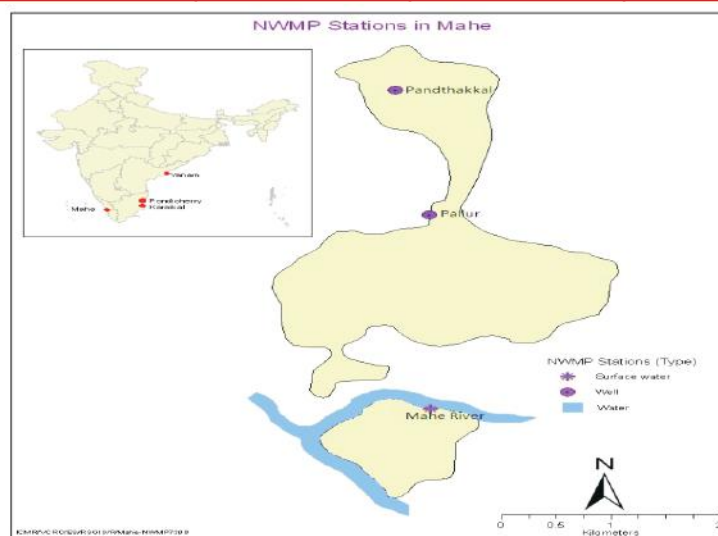 NWMP Stations in Mahe
Pandthakkal
Yanam
Pondicherry
Karaikal
Mahe
Pallur
NWMP Stations (Type)
Surface water
Well
Water
Mahe River
N
0 0.5 1 2
Kilometers